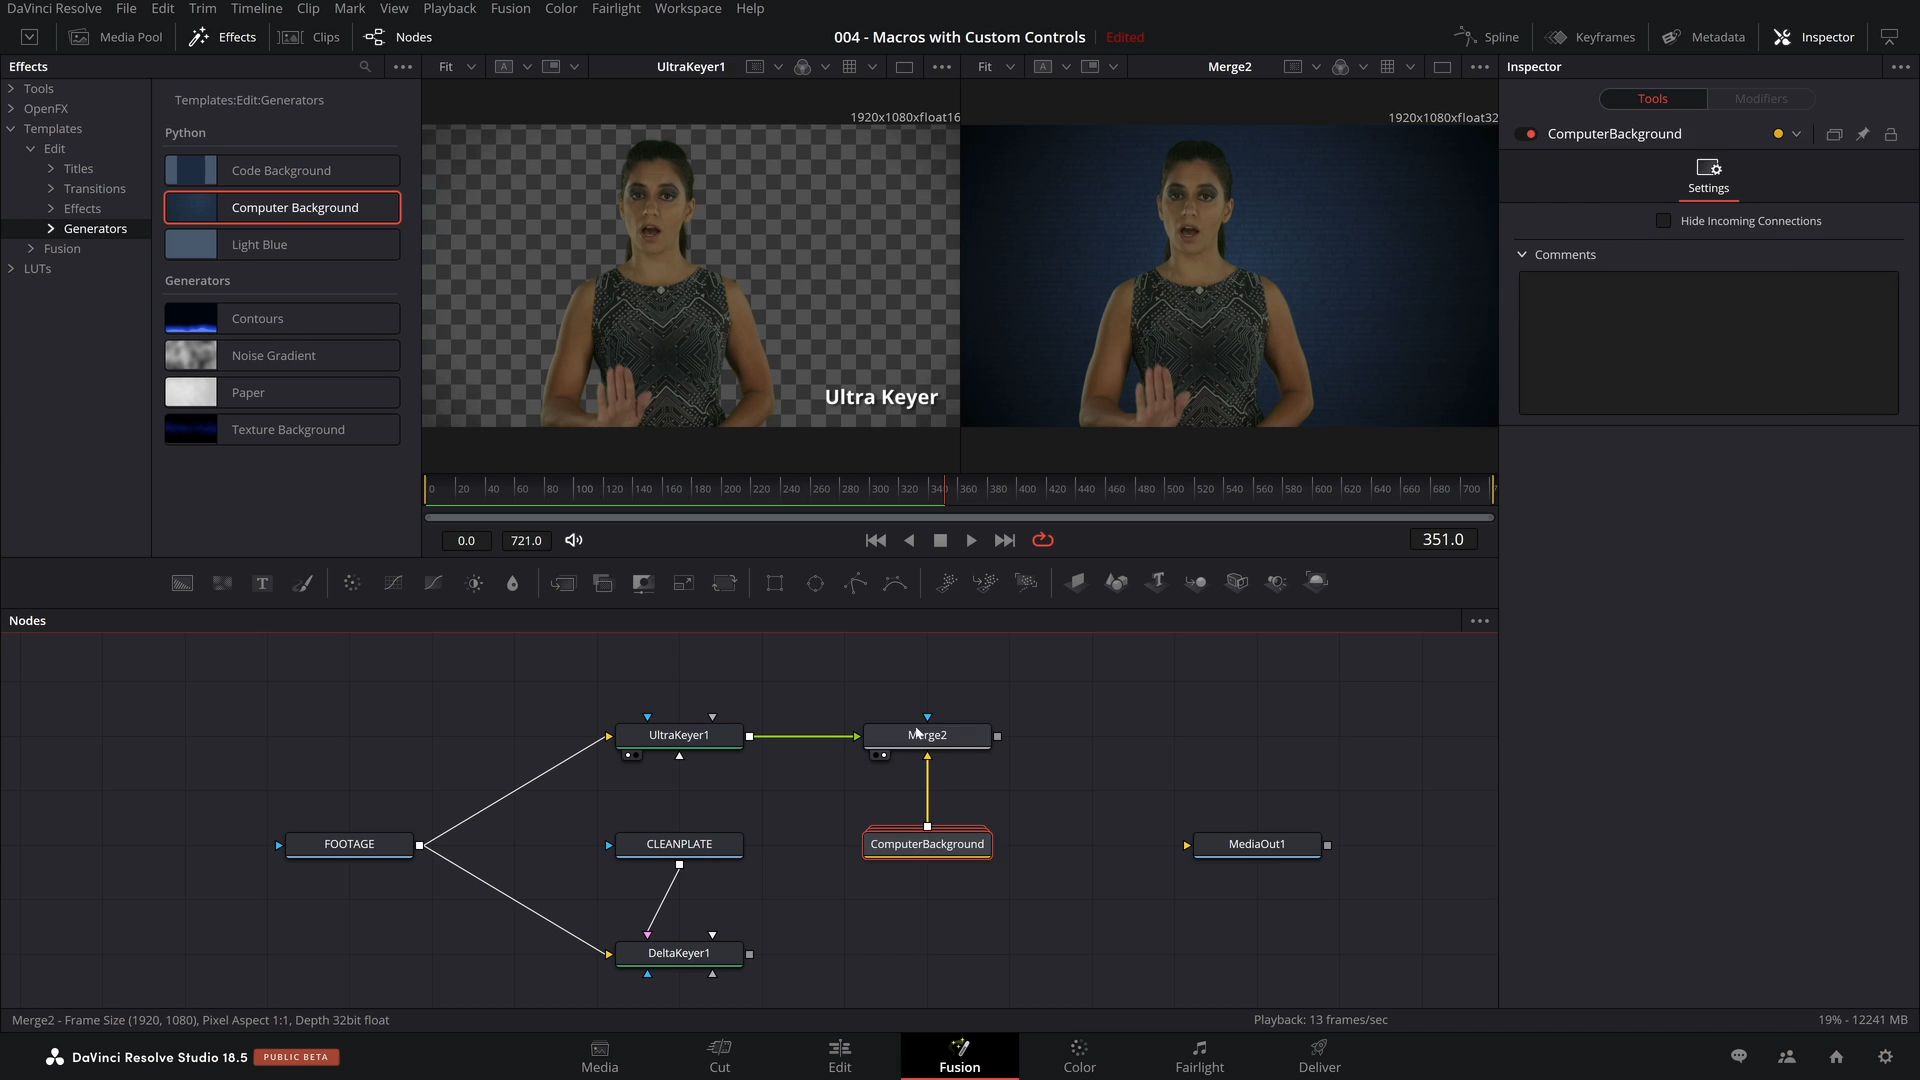 DaVinci Resolve File Edit Trim Timeline Clip Mark View Playback Fusion Color Fairlight Workspace Help
Media Pool Effects Clips Nodes 004 - Macros with Custom Controls Edited Spline Keyframes Metadata Inspector
Effects Fit A UltraKeyer1 Fit A Merge2 Inspector
Tools
OpenFX
Templates
Edit
Titles
Transitions
Effects
Generators
Fusion
LUTs
Templates:Edit:Generators
Python
Code Background
Computer Background
Light Blue
Generators
Contours
Noise Gradient
Paper
Texture Background
1920x1080xfloat16
Ultra Keyer
1920x1080xfloat32
Tools Modifiers
ComputerBackground
Settings
Hide Incoming Connections
Comments
0 20 40 60 80 100 120 140 160 180 200 220 240 260 280 300 320 340 360 380 400 420 440 460 480 500 520 540 560 580 600 620 640 660 680 700
0.0 721.0 351.0
T T
Nodes
UltraKeyer1 Merge2
FOOTAGE CLEANPLATE ComputerBackground MediaOut1
DeltaKeyer1
Merge2 - Frame Size (1920, 1080), Pixel Aspect 1:1, Depth 32bit float Playback: 13 frames/sec 19% - 12241 MB
DaVinci Resolve Studio 18.5 PUBLIC BETA
Media Cut Edit Fusion Color Fairlight Deliver